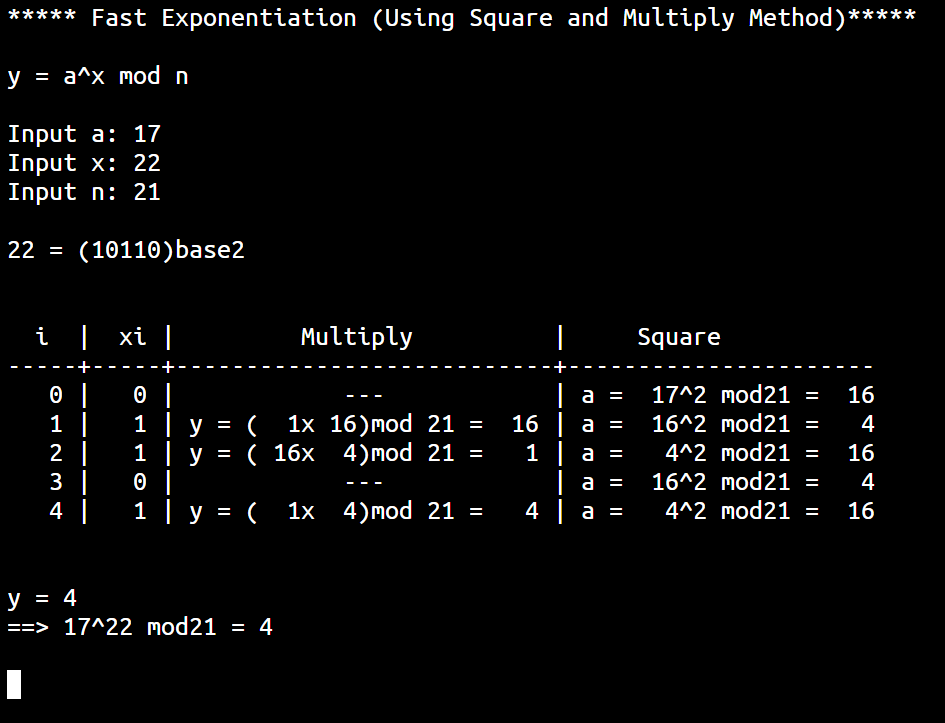 ***** Fast Exponentiation (Using Square and Multiply Method)*****
y = a^x mod n
Input a: 17
Input x: 22
Input n: 21
22 = (10110)base2
  i  |  xi |         Multiply          |     Square
-----+-----+---------------------------+----------------------
   0 |   0 |            ---            | a =  17^2 mod21 =  16
   1 |   1 | y = (  1x 16)mod 21 =  16 | a =  16^2 mod21 =   4
   2 |   1 | y = ( 16x  4)mod 21 =   1 | a =   4^2 mod21 =  16
   3 |   0 |            ---            | a =  16^2 mod21 =   4
   4 |   1 | y = (  1x  4)mod 21 =   4 | a =   4^2 mod21 =  16
y = 4
==> 17^22 mod21 = 4